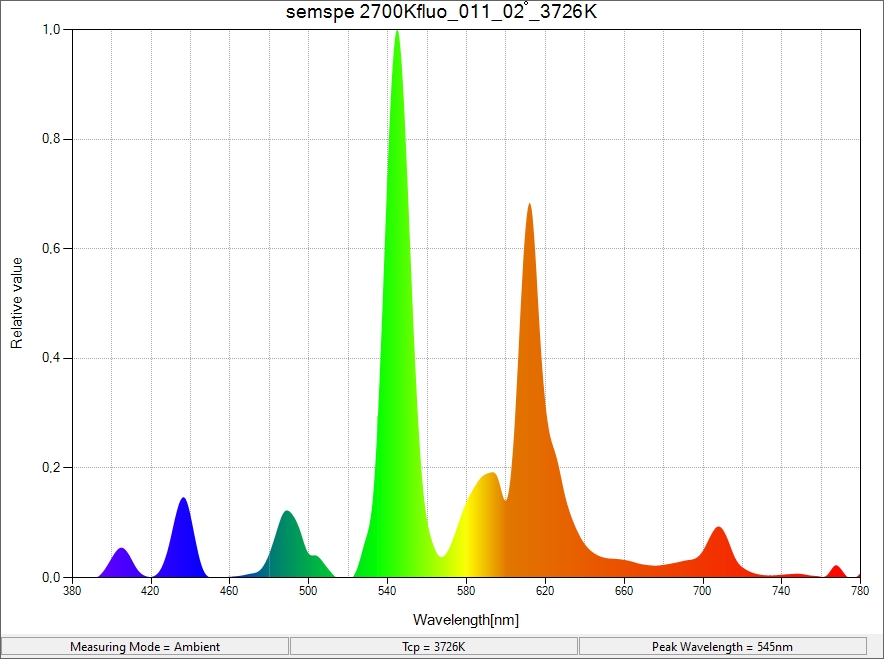 semspe 2700Kfluo_011_02°_3726K
1,0
0,8
0,6
0,4
0,2
0,0
Relative value
380 420 460 500 540 580 620 660 700 740 780
Wavelength[nm]
Measuring Mode = Ambient Tcp = 3726K Peak Wavelength = 545nm